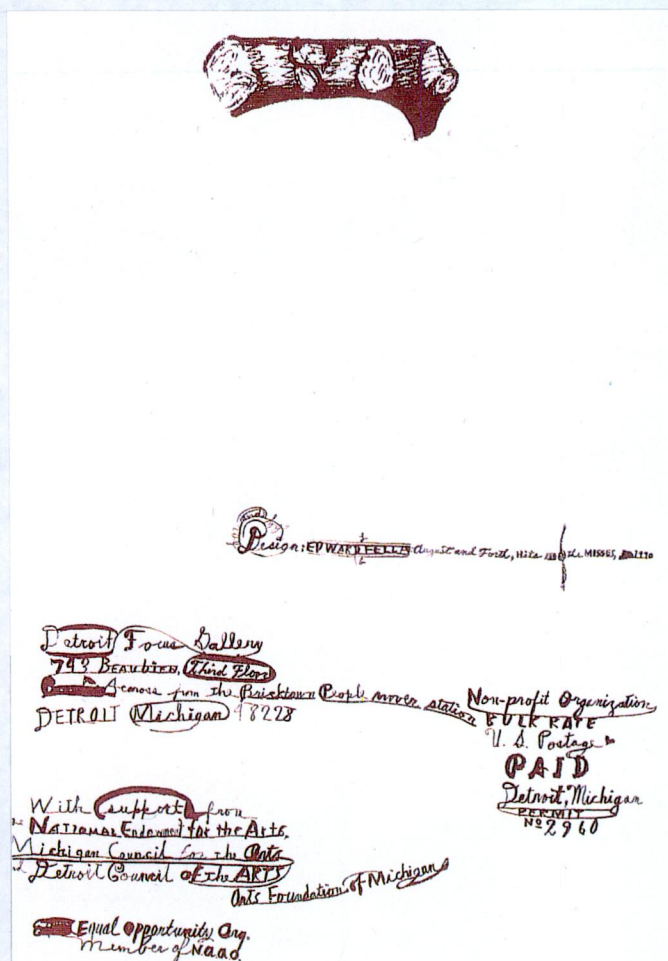 Design: EDWARD FELLA August and Forth, Hits the MISSES, 1990
Detroit Focus Gallery
743 BEAUBIEN, Third Floor
Across from the Bricktown People mover station
DETROIT Michigan 48228
Non-profit Organization
BULK RATE
U.S. Postage
PAID
Detroit, Michigan
PERMIT
No 2960
With support from
the NATIONAL Endowment for the Arts,
Michigan Council for the Arts
Detroit Council of the ARTS
Arts Foundation of Michigan
Equal Opportunity Org.
Member of Naao.